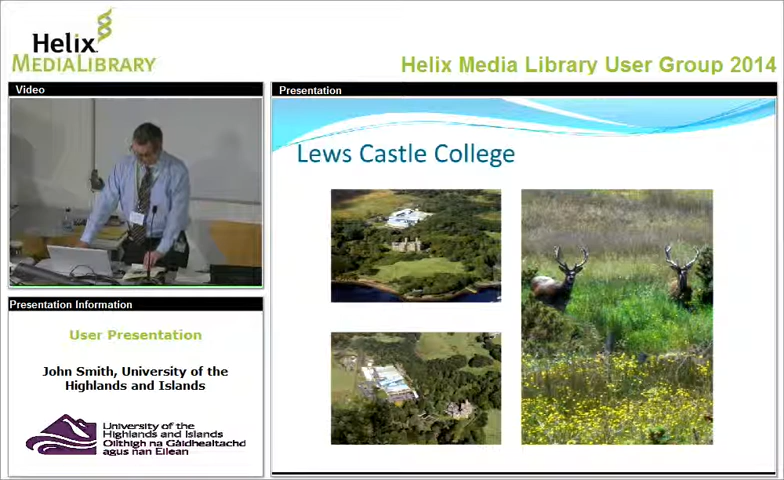 Helix
MEDIALIBRARY
Helix Media Library User Group 2014
Video
Presentation
Lews Castle College
Presentation Information
User Presentation
John Smith, University of the
Highlands and Islands
University of the
Highlands and Islands
Oilthigh na Gàidhealtachd
agus nan Eilean